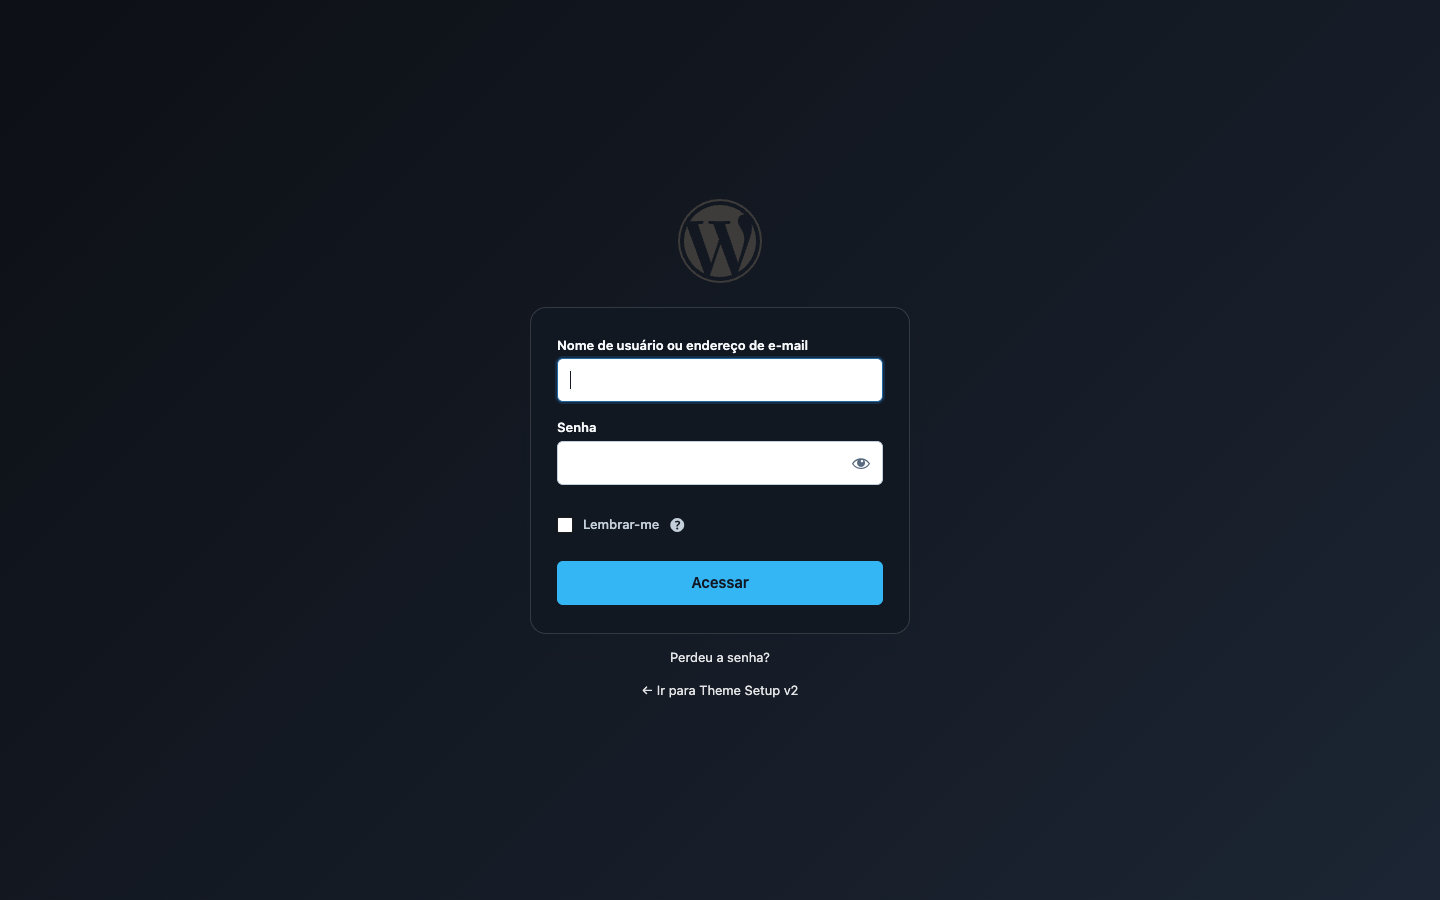 Nome de usuário ou endereço de e-mail
Senha
Lembrar-me ?
Acessar
Perdeu a senha?
← Ir para Theme Setup v2